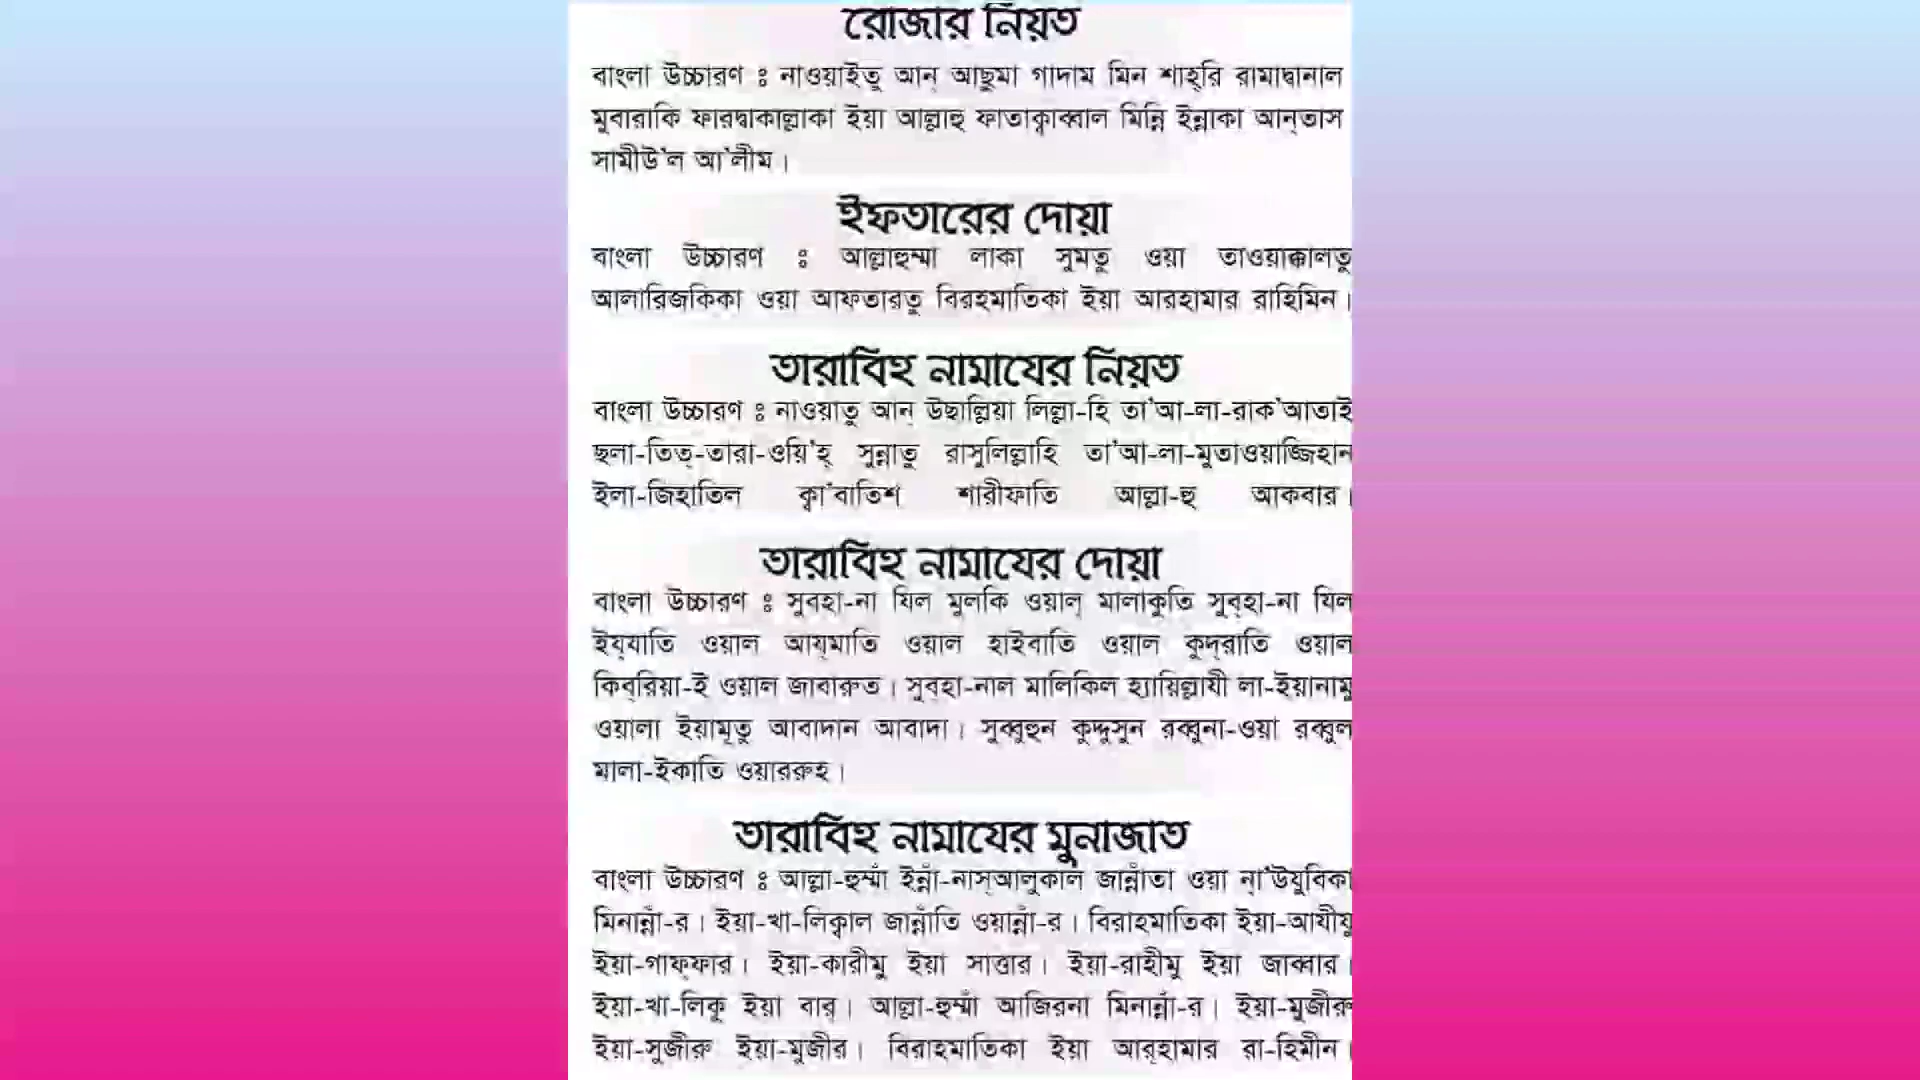 রোজার নিয়ত
বাংলা উচ্চারণ ঃ নাওয়াইতু আন্ আছুমা গাদাম মিন শাহ্‌রি রামাদ্বানাল
মুবারাকি ফারদ্বাকাল্লাকা ইয়া আল্লাহু ফাতাক্বাব্বাল মিন্নি ইন্নাকা আন্‌তাস
সামীউ'ল আ'লীম।
ইফতারের দোয়া
বাংলা উচ্চারণ ঃ আল্লাহুম্মা লাকা সুমতু ওয়া তাওয়াক্কালতু
আলারিজকিকা ওয়া আফতারতু বিরহমাতিকা ইয়া আরহামার রাহিমিন।
তারাবিহ নামাযের নিয়ত
বাংলা উচ্চারণ ঃ নাওয়াতু আন্ উছাল্লিয়া লিল্লা-হি তা'আ-লা-রাক'আতাই
ছলা-তিত্-তারা-ওয়ি'হ্ সুন্নাতু রাসুলিল্লাহি তা'আ-লা-মুতাওয়াজ্জিহান
ইলা-জিহাতিল ক্বা'বাতিশ শারীফাতি আল্লা-হু আকবার।
তারাবিহ নামাযের দোয়া
বাংলা উচ্চারণ ঃ সুবহা-না যিল মুলকি ওয়াল্ মালাকুতি সুব্‌হা-না যিল
ইয্‌যাতি ওয়াল আয্‌মাতি ওয়াল হাইবাতি ওয়াল কুদ্‌রাতি ওয়াল
কিব্‌রিয়া-ই ওয়াল জাবারুত। সুব্‌হা-নাল মালিকিল হ্যায়িল্লাযী লা-ইয়ানামু
ওয়ালা ইয়ামূতু আবাদান আবাদা। সুব্বুহুন কুদ্দুসুন রব্বুনা-ওয়া রব্বুল
মালা-ইকাতি ওয়াররুহ।
তারাবিহ নামাযের মুনাজাত
বাংলা উচ্চারণ ঃ আল্লা-হুম্মাঁ ইন্নাঁ-নাস্‌আলুকাল জান্নাঁতা ওয়া না'উযুবিকা
মিনান্নাঁ-র। ইয়া-খা-লিক্বাল জান্নাঁতি ওয়ান্নাঁ-র। বিরাহমাতিকা ইয়া-আযীযু
ইয়া-গাফ্‌ফার। ইয়া-কারীমু ইয়া সাত্তার। ইয়া-রাহীমু ইয়া জাব্বার।
ইয়া-খা-লিকু ইয়া বার্। আল্লা-হুম্মাঁ আজিরনা মিনান্নাঁ-র। ইয়া-মূজীরু
ইয়া-সুজীরু ইয়া-মুজীর। বিরাহমাতিকা ইয়া আর্‌হামার রা-হিমীন।